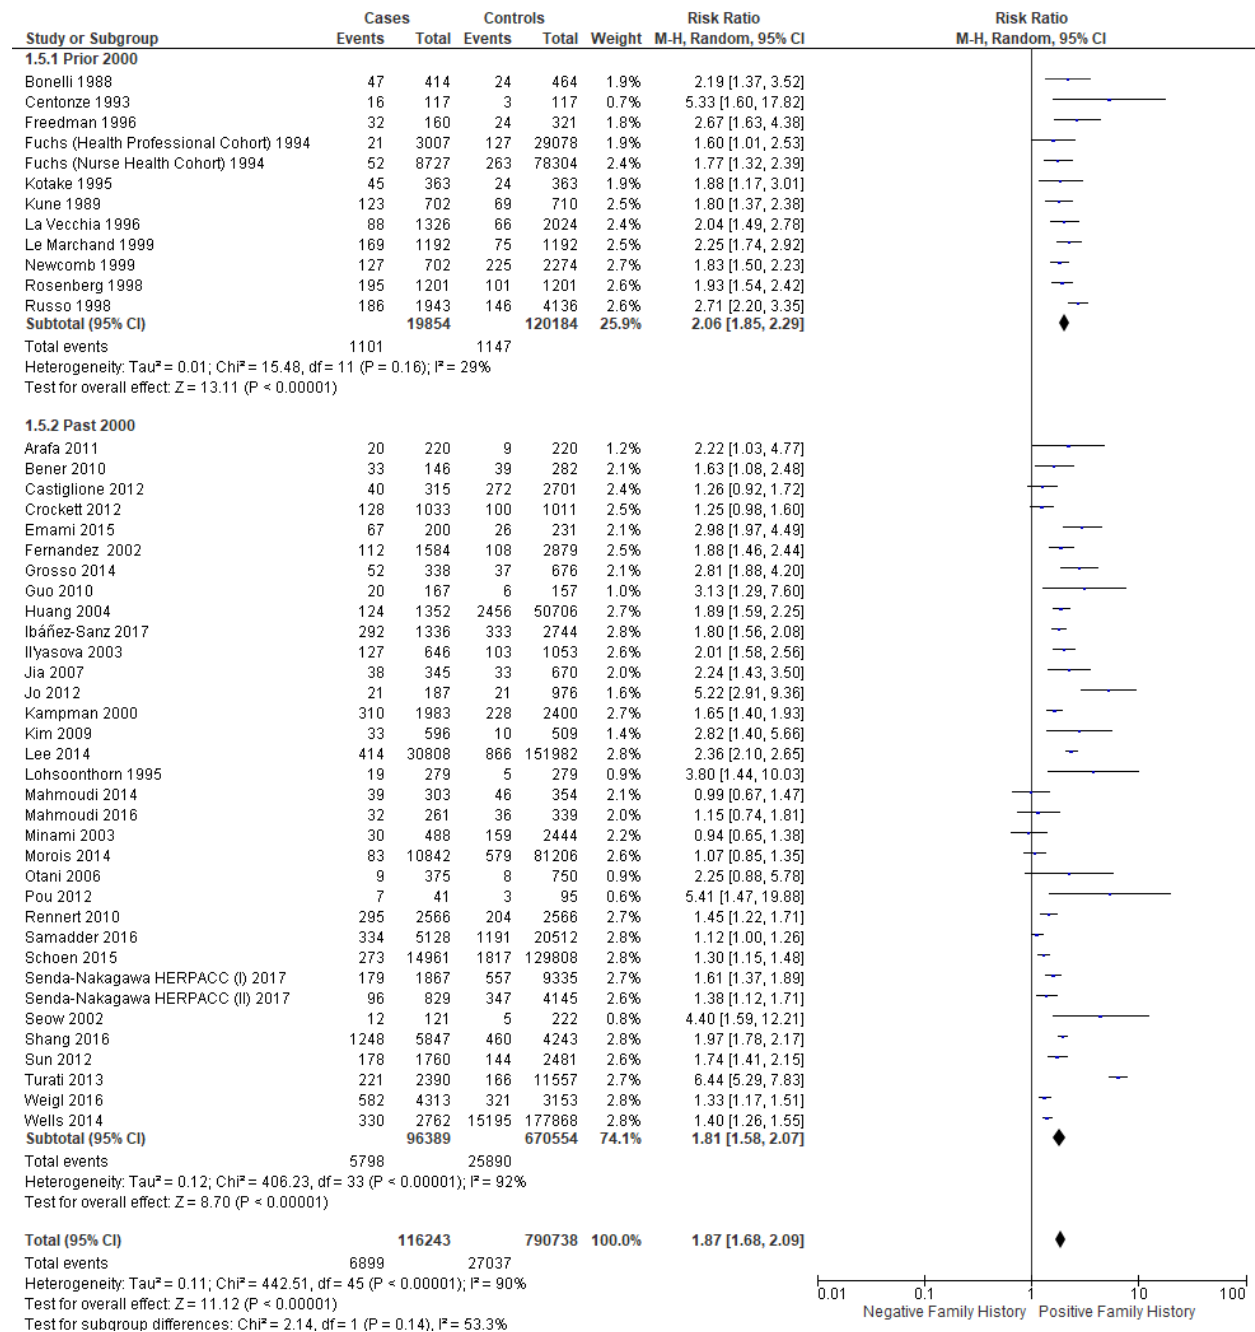 Cases Controls Risk Ratio Risk Ratio
Study or Subgroup Events Total Events Total Weight M-H, Random, 95% CI M-H, Random, 95% CI
1.5.1 Prior 2000
Bonelli 1988 47 414 24 464 1.9% 2.19 [1.37, 3.52]
Centonze 1993 16 117 3 117 0.7% 5.33 [1.60, 17.82]
Freedman 1996 32 160 24 321 1.8% 2.67 [1.63, 4.38]
Fuchs (Health Professional Cohort) 1994 21 3007 127 29078 1.9% 1.60 [1.01, 2.53]
Fuchs (Nurse Health Cohort) 1994 52 8727 263 78304 2.4% 1.77 [1.32, 2.39]
Kotake 1995 45 363 24 363 1.9% 1.88 [1.17, 3.01]
Kune 1989 123 702 69 710 2.5% 1.80 [1.37, 2.38]
La Vecchia 1996 88 1326 66 2024 2.4% 2.04 [1.49, 2.78]
Le Marchand 1999 169 1192 75 1192 2.5% 2.25 [1.74, 2.92]
Newcomb 1999 127 702 225 2274 2.7% 1.83 [1.50, 2.23]
Rosenberg 1998 195 1201 101 1201 2.6% 1.93 [1.54, 2.42]
Russo 1998 186 1943 146 4136 2.6% 2.71 [2.20, 3.35]
Subtotal (95% CI) 19854 120184 25.9% 2.06 [1.85, 2.29]
Total events 1101 1147
Heterogeneity: Tau² = 0.01; Chi² = 15.48, df = 11 (P = 0.16); I² = 29%
Test for overall effect: Z = 13.11 (P < 0.00001)
1.5.2 Past 2000
Arafa 2011 20 220 9 220 1.2% 2.22 [1.03, 4.77]
Bener 2010 33 146 39 282 2.1% 1.63 [1.08, 2.48]
Castiglione 2012 40 315 272 2701 2.4% 1.26 [0.92, 1.72]
Crockett 2012 128 1033 100 1011 2.5% 1.25 [0.98, 1.60]
Emami 2015 67 200 26 231 2.1% 2.98 [1.97, 4.49]
Fernandez 2002 112 1584 108 2879 2.5% 1.88 [1.46, 2.44]
Grosso 2014 52 338 37 676 2.1% 2.81 [1.88, 4.20]
Guo 2010 20 167 6 157 1.0% 3.13 [1.29, 7.60]
Huang 2004 124 1352 2456 50706 2.7% 1.89 [1.59, 2.25]
Ibáñez-Sanz 2017 292 1336 333 2744 2.8% 1.80 [1.56, 2.08]
Il'yasova 2003 127 646 103 1053 2.6% 2.01 [1.58, 2.56]
Jia 2007 38 345 33 670 2.0% 2.24 [1.43, 3.50]
Jo 2012 21 187 21 976 1.6% 5.22 [2.91, 9.36]
Kampman 2000 310 1983 228 2400 2.7% 1.65 [1.40, 1.93]
Kim 2009 33 596 10 509 1.4% 2.82 [1.40, 5.66]
Lee 2014 414 30808 866 151982 2.8% 2.36 [2.10, 2.65]
Lohsoonthorn 1995 19 279 5 279 0.9% 3.80 [1.44, 10.03]
Mahmoudi 2014 39 303 46 354 2.1% 0.99 [0.67, 1.47]
Mahmoudi 2016 32 261 36 339 2.0% 1.15 [0.74, 1.81]
Minami 2003 30 488 159 2444 2.2% 0.94 [0.65, 1.38]
Morois 2014 83 10842 579 81206 2.6% 1.07 [0.85, 1.35]
Otani 2006 9 375 8 750 0.9% 2.25 [0.88, 5.78]
Pou 2012 7 41 3 95 0.6% 5.41 [1.47, 19.88]
Rennert 2010 295 2566 204 2566 2.7% 1.45 [1.22, 1.71]
Samadder 2016 334 5128 1191 20512 2.8% 1.12 [1.00, 1.26]
Schoen 2015 273 14961 1817 129808 2.8% 1.30 [1.15, 1.48]
Senda-Nakagawa HERPACC (I) 2017 179 1867 557 9335 2.7% 1.61 [1.37, 1.89]
Senda-Nakagawa HERPACC (II) 2017 96 829 347 4145 2.6% 1.38 [1.12, 1.71]
Seow 2002 12 121 5 222 0.8% 4.40 [1.59, 12.21]
Shang 2016 1248 5847 460 4243 2.8% 1.97 [1.78, 2.17]
Sun 2012 178 1760 144 2481 2.6% 1.74 [1.41, 2.15]
Turati 2013 221 2390 166 11557 2.7% 6.44 [5.29, 7.83]
Weigl 2016 582 4313 321 3153 2.8% 1.33 [1.17, 1.51]
Wells 2014 330 2762 15195 177868 2.8% 1.40 [1.26, 1.55]
Subtotal (95% CI) 96389 670554 74.1% 1.81 [1.58, 2.07]
Total events 5798 25890
Heterogeneity: Tau² = 0.12; Chi² = 406.23, df = 33 (P < 0.00001); I² = 92%
Test for overall effect: Z = 8.70 (P < 0.00001)
Total (95% CI) 116243 790738 100.0% 1.87 [1.68, 2.09]
Total events 6899 27037
Heterogeneity: Tau² = 0.11; Chi² = 442.51, df = 45 (P < 0.00001); I² = 90%
Test for overall effect: Z = 11.12 (P < 0.00001)
Test for subgroup differences: Chi² = 2.14, df = 1 (P = 0.14), I² = 53.3%
0.01 0.1 1 10 100
Negative Family History Positive Family History